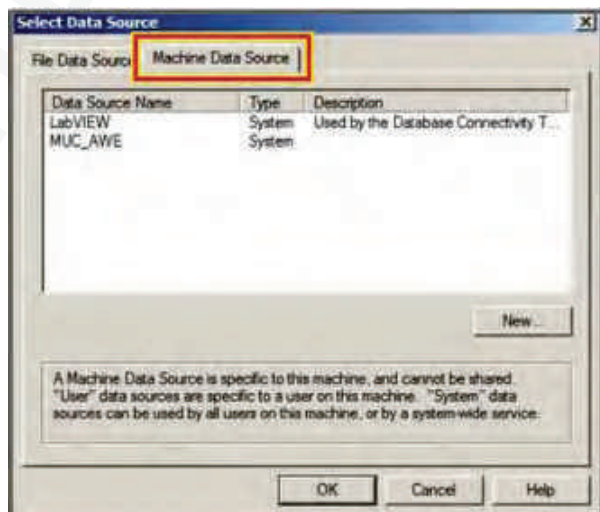 Select Data Source
File Data Source Machine Data Source
Data Source Name Type Description
LabVIEW System Used by the Database Connectivity T...
MUC_AWE System
New...
A Machine Data Source is specific to this machine, and cannot be shared.
"User" data sources are specific to a user on this machine. "System" data
sources can be used by all users on this machine, or by a system-wide service.
OK Cancel Help